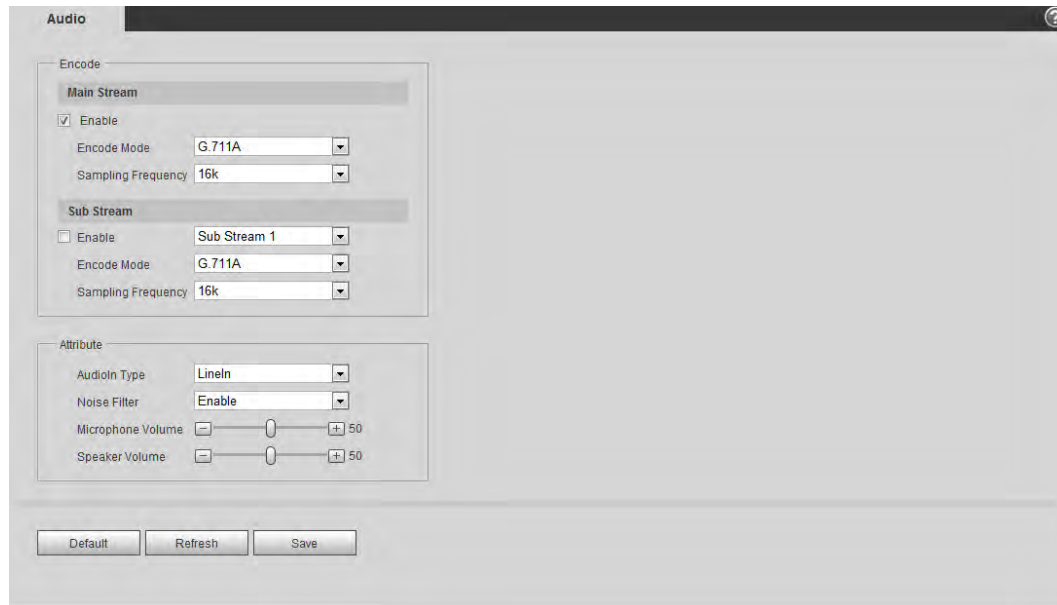 Audio
Encode
Main Stream
Enable
Encode Mode G.711A
Sampling Frequency 16k
Sub Stream
Enable Sub Stream 1
Encode Mode G.711A
Sampling Frequency 16k
Attribute
AudioIn Type LineIn
Noise Filter Enable
Microphone Volume - + 50
Speaker Volume - + 50
Default Refresh Save